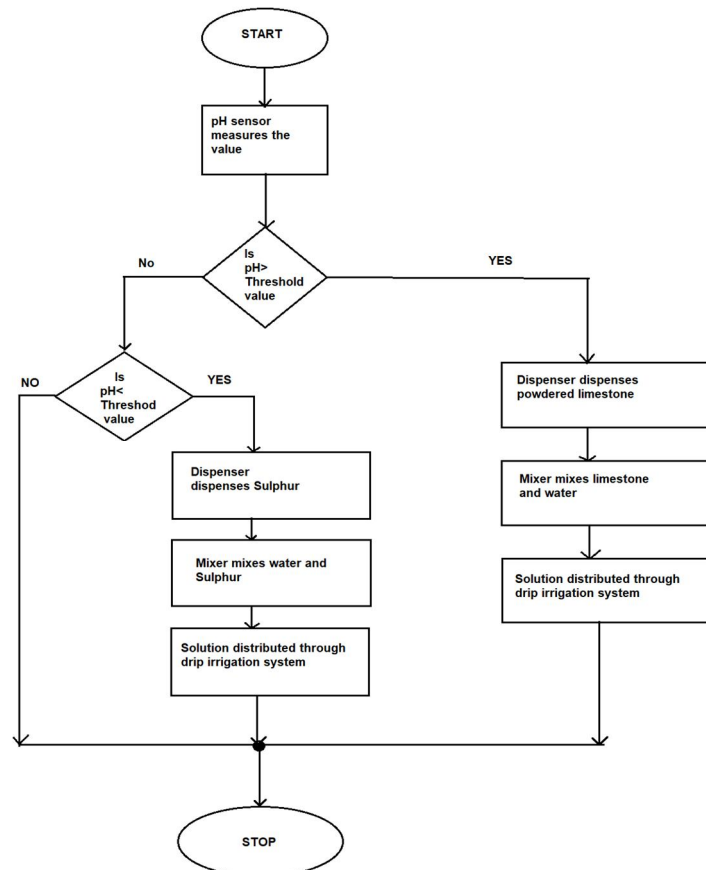 START
pH sensor
measures the
value
Is
pH>
Threshold
value
No
YES
Is
pH<
Threshod
value
NO
YES
Dispenser dispenses
powdered limestone
Dispenser
dispenses Sulphur
Mixer mixes limestone
and water
Mixer mixes water and
Sulphur
Solution distributed through
drip irrigation system
Solution distributed through
drip irrigation system
STOP